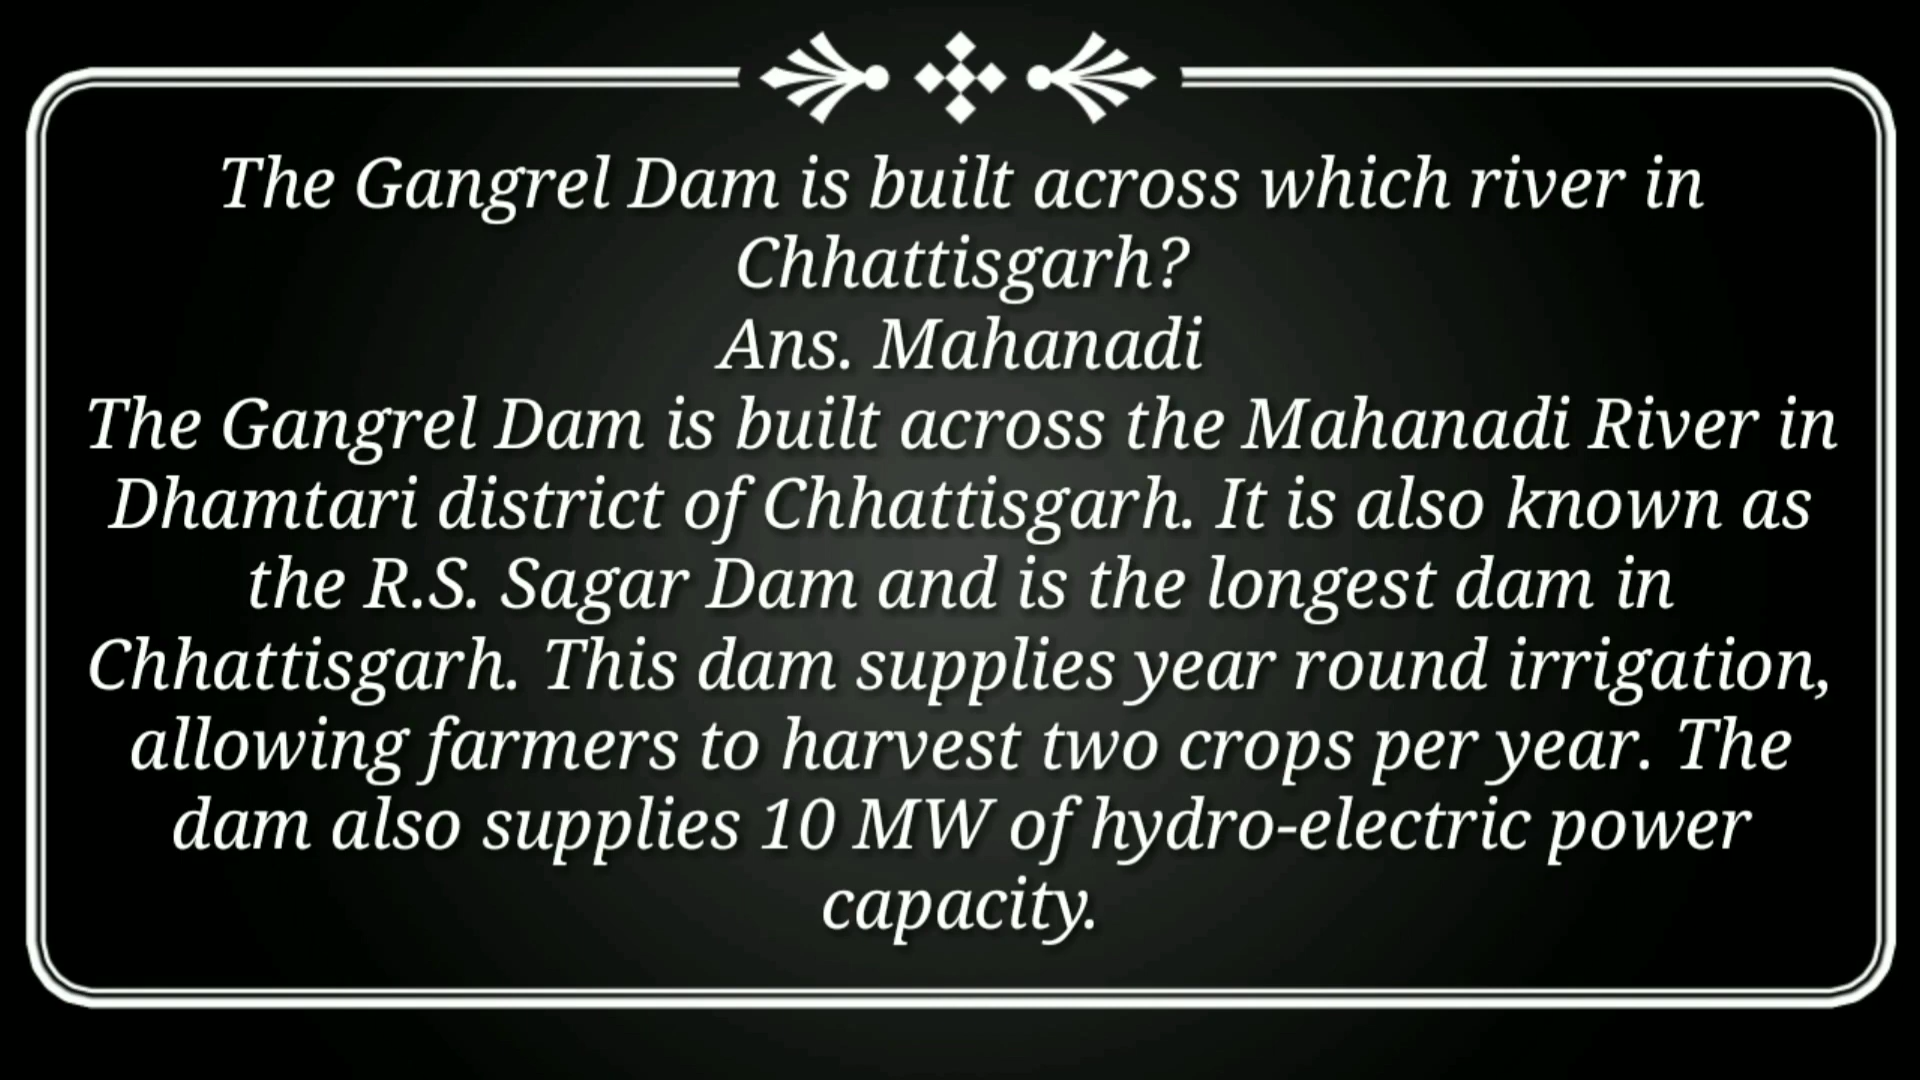 The Gangrel Dam is built across which river in
Chhattisgarh?
Ans. Mahanadi
The Gangrel Dam is built across the Mahanadi River in
Dhamtari district of Chhattisgarh. It is also known as
the R.S. Sagar Dam and is the longest dam in
Chhattisgarh. This dam supplies year round irrigation,
allowing farmers to harvest two crops per year. The
dam also supplies 10 MW of hydro-electric power
capacity.